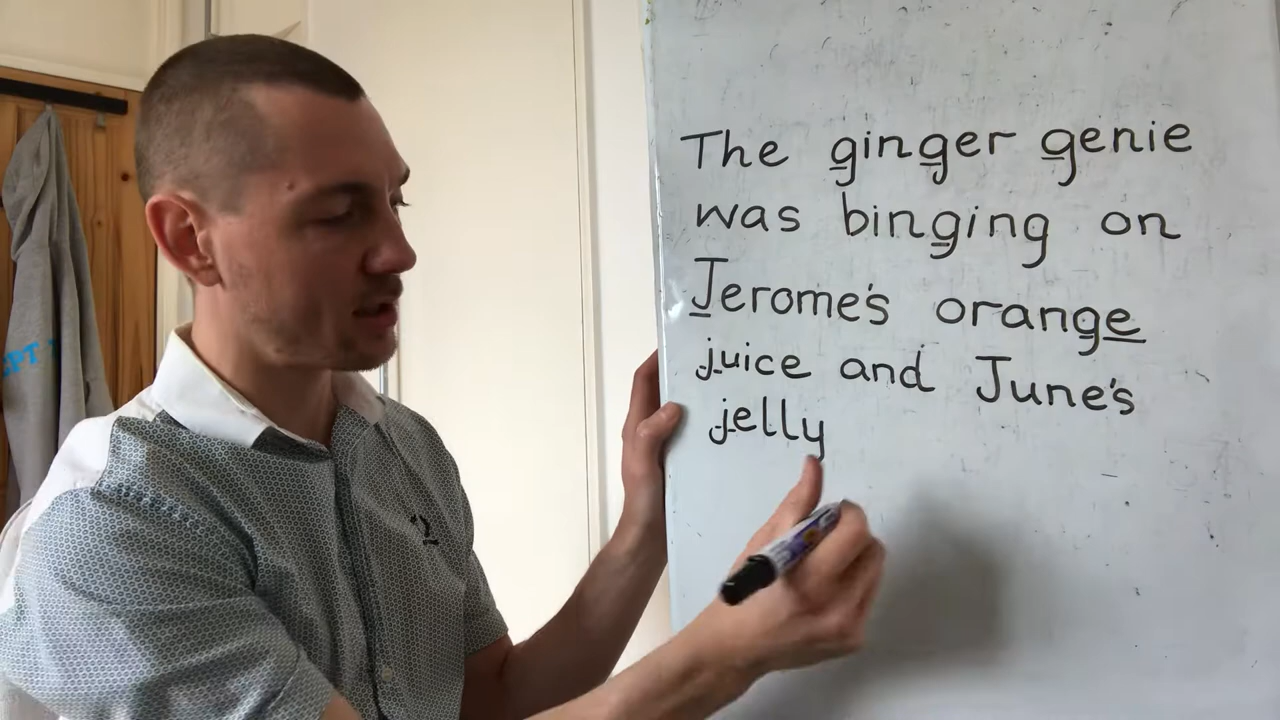 The ginger genie
was binging on
Jerome's orange
juice and June's
jelly